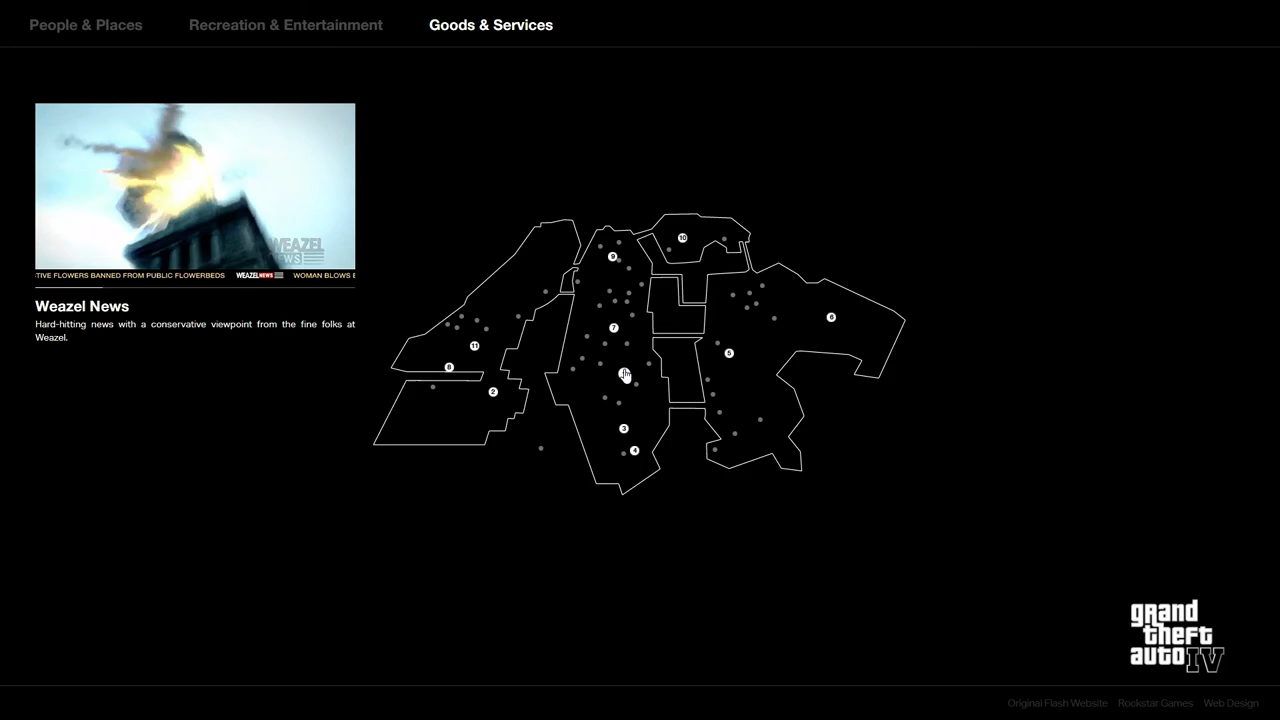 People & Places
Recreation & Entertainment
Goods & Services
WEAZEL
NEWS
TIVE FLOWERS BANNED FROM PUBLIC FLOWERBEDS WEAZEL NEWS WOMAN BLOWS
Weazel News
Hard-hitting news with a conservative viewpoint from the fine folks at
Weazel.
10
9
6
7
11
5
8
2
3
4
grand
theft
auto IV
Original Flash Website Rockstar Games Web Design